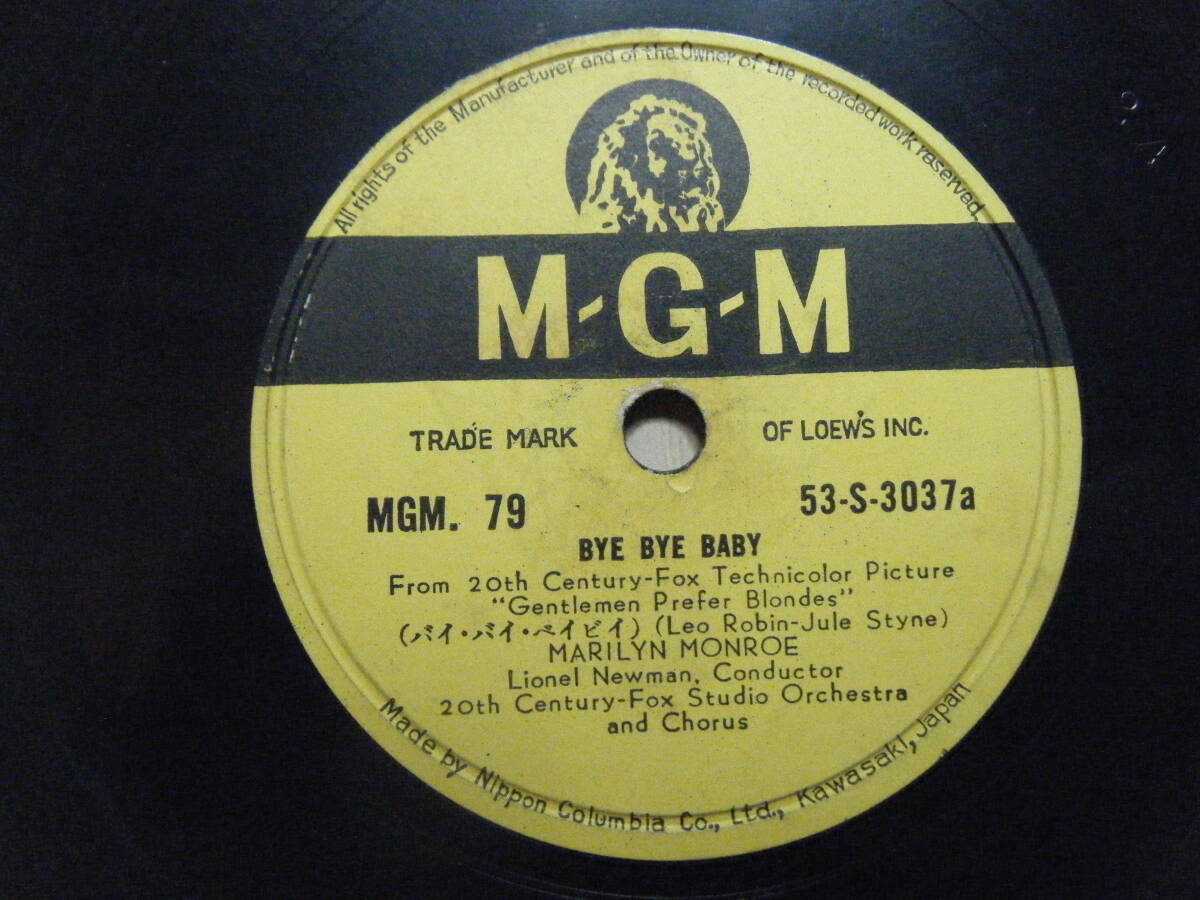 All rights of the Manufacturer and of the Owner of the recorded work reserved.
M-G-M
TRADE MARK OF LOEW'S INC.
MGM. 79 53-S-3037a
BYE BYE BABY
From 20th Century-Fox Technicolor Picture
"Gentlemen Prefer Blondes"
(バイ・バイ・ベイビイ) (Leo Robin-Jule Styne)
MARILYN MONROE
Lionel Newman, Conductor
20th Century-Fox Studio Orchestra
and Chorus
Made by Nippon Columbia Co., Ltd., Kawasaki, Japan